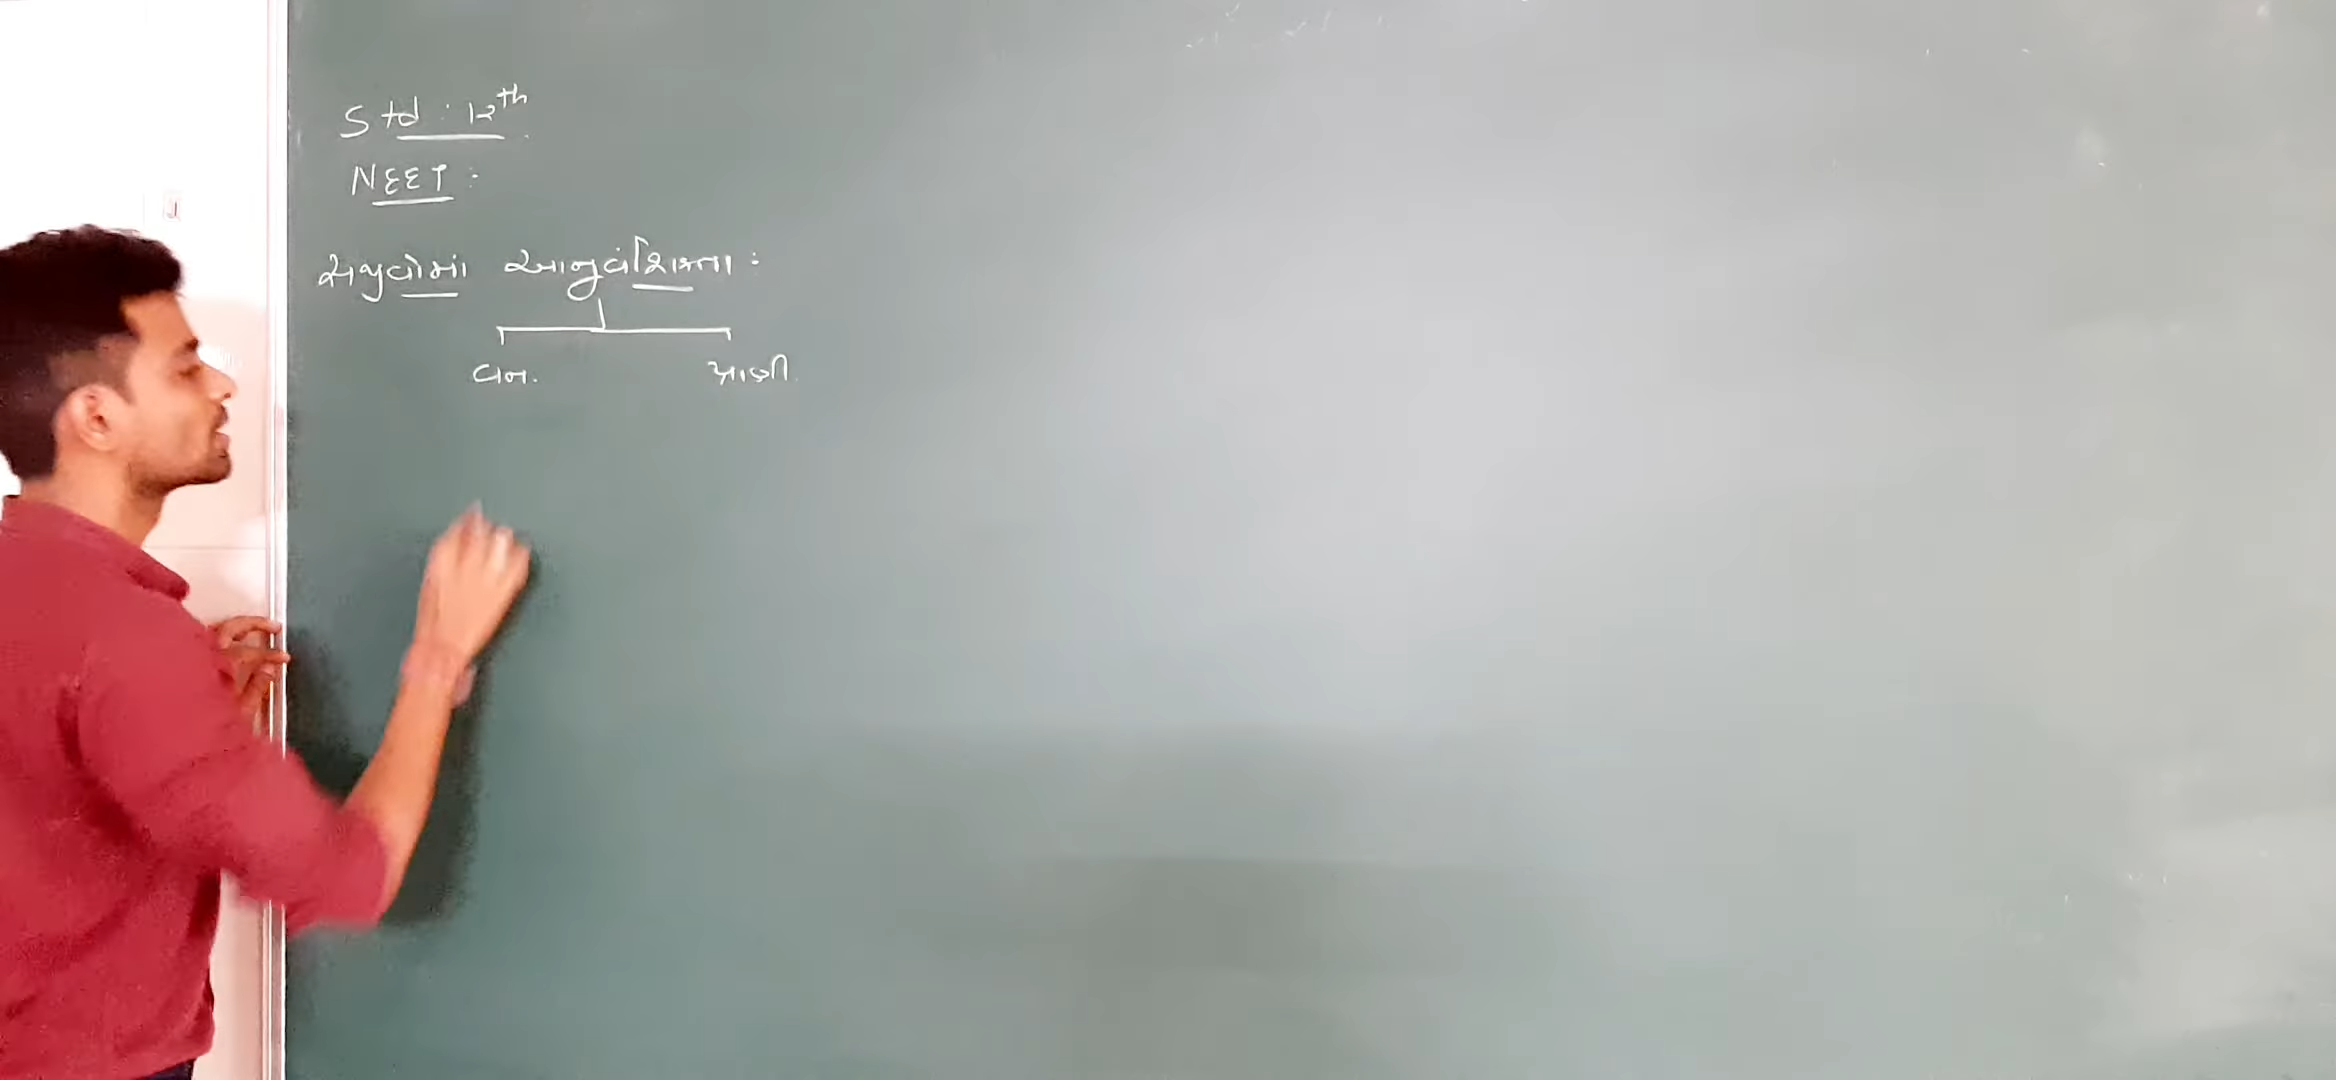 Std : 12th
NEET :
સજીવોમાં આનુવંશિકતા :
વન. પ્રાણી.